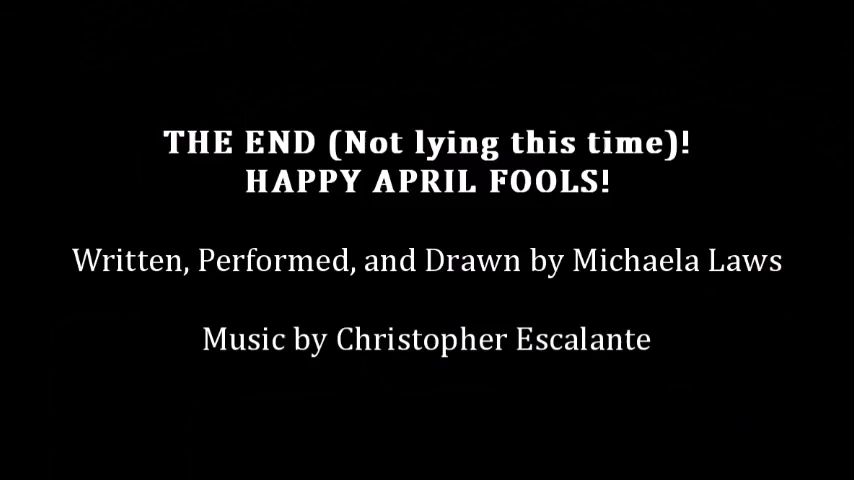 THE END (Not lying this time)!
HAPPY APRIL FOOLS!
Written, Performed, and Drawn by Michaela Laws
Music by Christopher Escalante